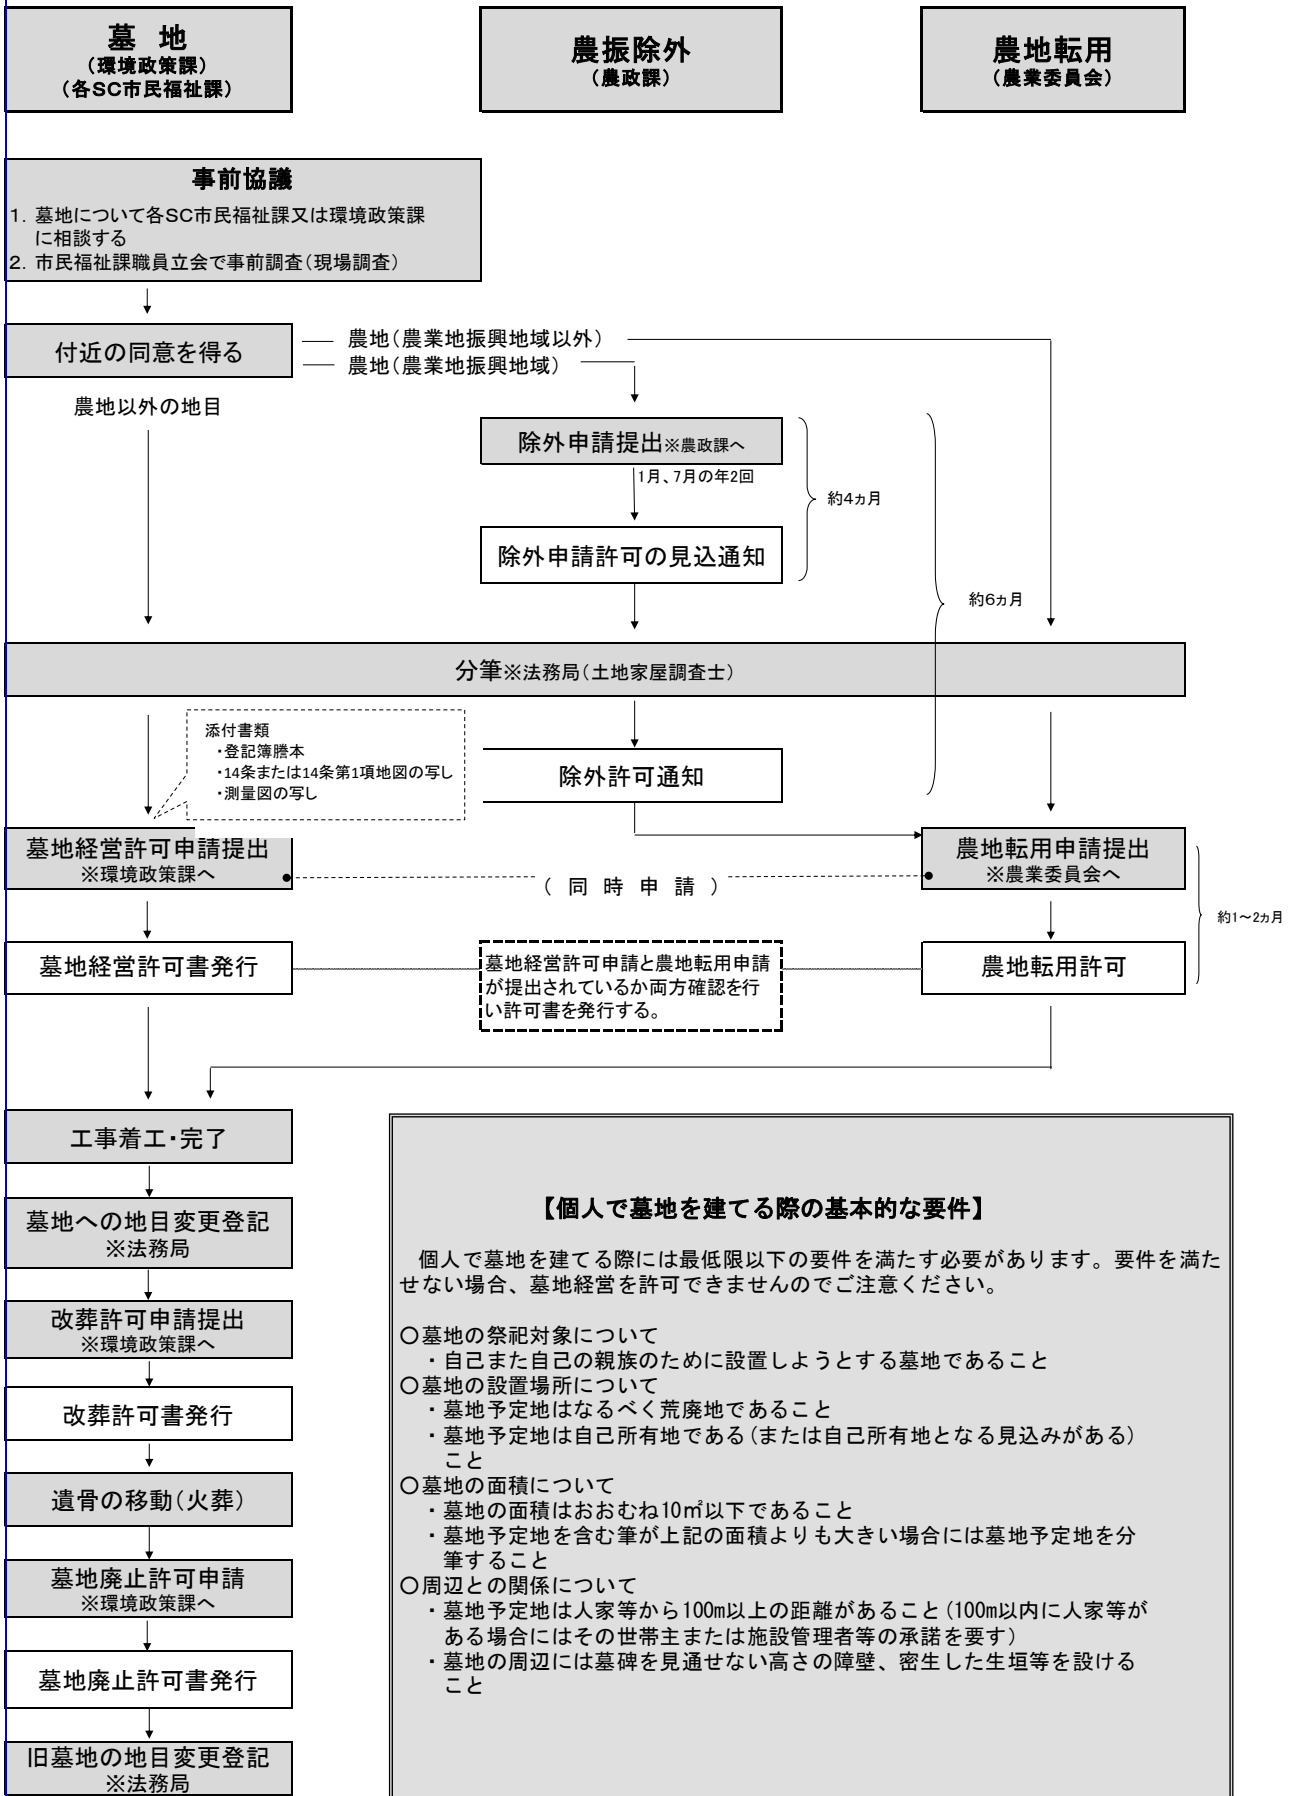 墓　地
（環境政策課）
（各SC市民福祉課）
農振除外
（農政課）
農地転用
（農業委員会）
事前協議
1．墓地について各SC市民福祉課又は環境政策課
に相談する
2．市民福祉課職員立会で事前調査（現場調査）
付近の同意を得る
農地（農業地振興地域以外）
農地（農業地振興地域）
農地以外の地目
除外申請提出※農政課へ
1月、7月の年2回
約4ヵ月
除外申請許可の見込通知
約6ヵ月
分筆※法務局（土地家屋調査士）
添付書類
・登記簿謄本
・14条または14条第1項地図の写し
・測量図の写し
除外許可通知
墓地経営許可申請提出
※環境政策課へ
（　同　時　申　請　）
農地転用申請提出
※農業委員会へ
約1～2ヵ月
墓地経営許可書発行
墓地経営許可申請と農地転用申請
が提出されているか両方確認を行
い許可書を発行する。
農地転用許可
工事着工・完了
墓地への地目変更登記
※法務局
改葬許可申請提出
※環境政策課へ
改葬許可書発行
遺骨の移動（火葬）
墓地廃止許可申請
※環境政策課へ
墓地廃止許可書発行
旧墓地の地目変更登記
※法務局
【個人で墓地を建てる際の基本的な要件】
個人で墓地を建てる際には最低限以下の要件を満たす必要があります。要件を満た
せない場合、墓地経営を許可できませんのでご注意ください。
〇墓地の祭祀対象について
・自己また自己の親族のために設置しようとする墓地であること
〇墓地の設置場所について
・墓地予定地はなるべく荒廃地であること
・墓地予定地は自己所有地である（または自己所有地となる見込みがある）
こと
〇墓地の面積について
・墓地の面積はおおむね10㎡以下であること
・墓地予定地を含む筆が上記の面積よりも大きい場合には墓地予定地を分
筆すること
〇周辺との関係について
・墓地予定地は人家等から100m以上の距離があること（100m以内に人家等が
ある場合にはその世帯主または施設管理者等の承諾を要す）
・墓地の周辺には墓碑を見通せない高さの障壁、密生した生垣等を設ける
こと